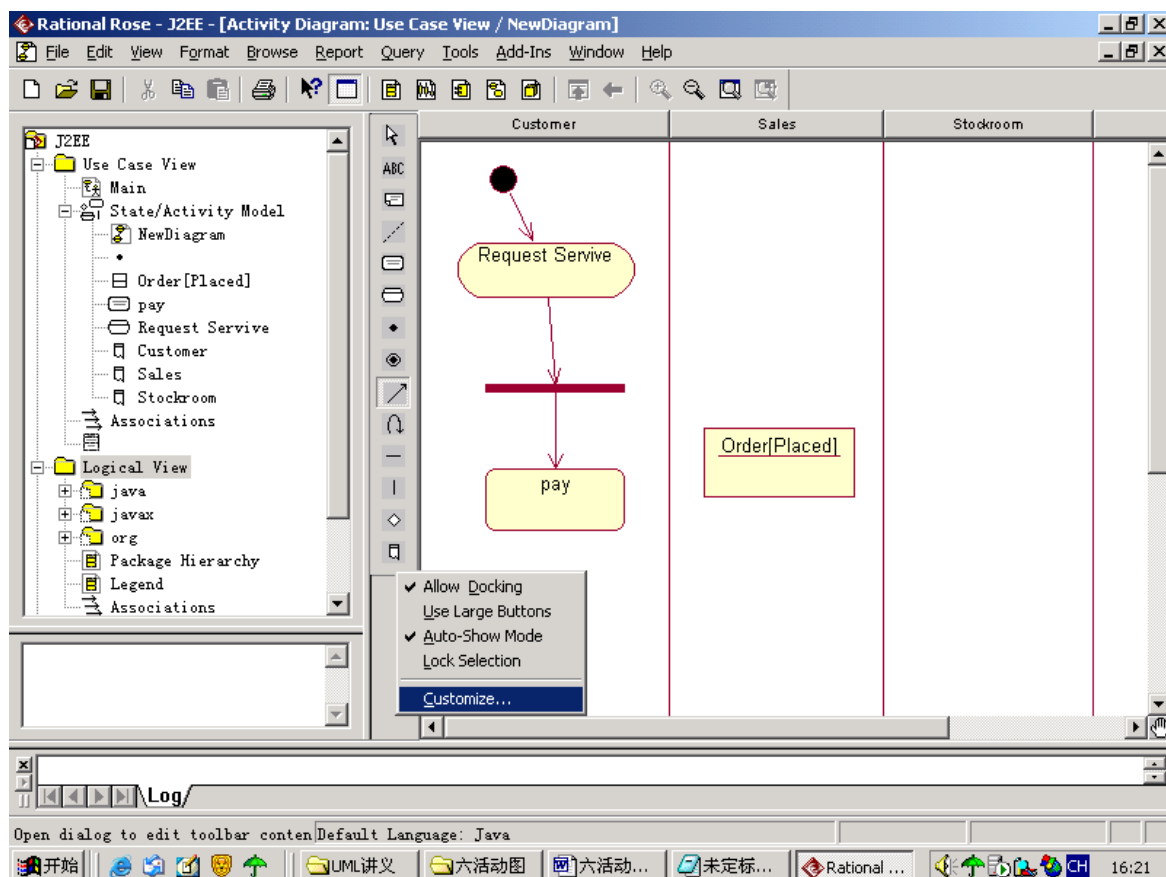 Rational Rose - J2EE - [Activity Diagram: Use Case View / NewDiagram]
File Edit View Format Browse Report Query Tools Add-Ins Window Help
J2EE
Use Case View
Main
State/Activity Model
NewDiagram
Order[Placed]
pay
Request Servive
Customer
Sales
Stockroom
Associations
Logical View
java
javax
org
Package Hierarchy
Legend
Associations
ABC
Customer Sales Stockroom
Request Servive
Order[Placed]
pay
Allow Docking
Use Large Buttons
Auto-Show Mode
Lock Selection
Customize...
Log
Open dialog to edit toolbar conten Default Language: Java
开始 UML讲义 六活动图 六活动... 未定标... Rational ... CH 16:21